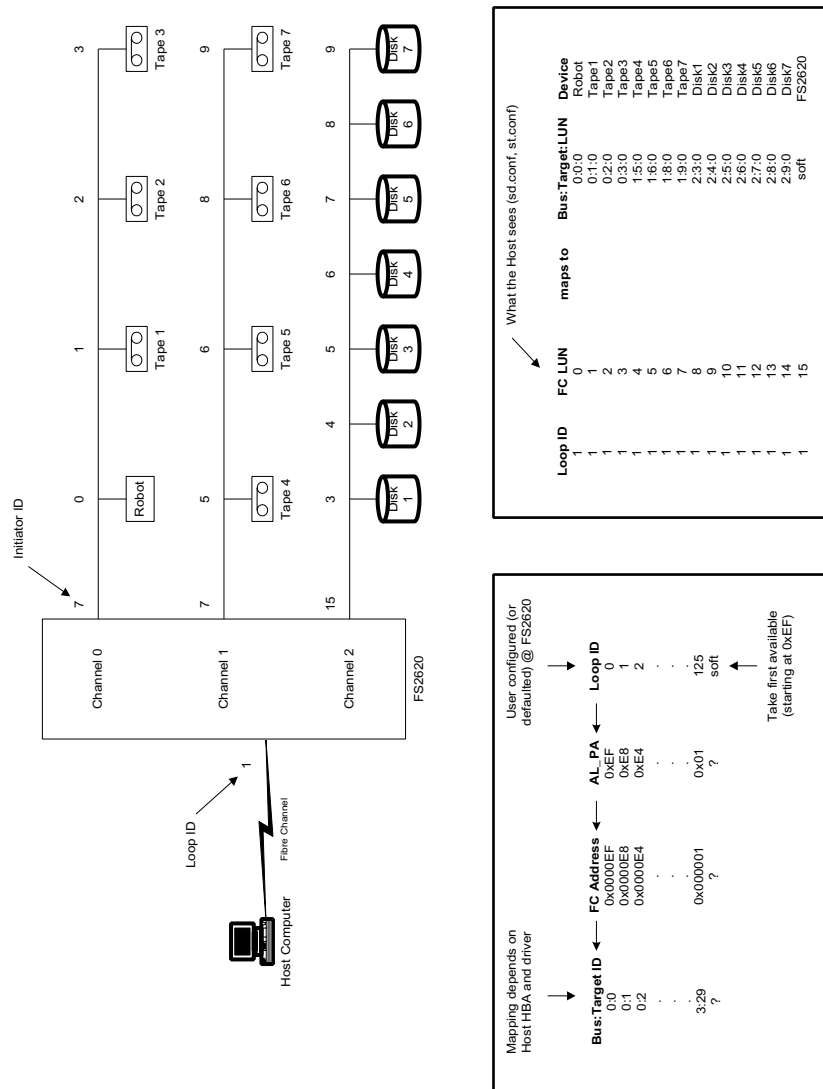 Initiator ID
Loop ID
1
Host Computer
Fibre Channel
Channel 0
Channel 1
Channel 2
FS2620
7 0 1 2 3
Robot
Tape 1
Tape 2
Tape 3
7 5 6 8 9
Tape 4
Tape 5
Tape 6
Tape 7
15 3 4 5 6 7 8 9
Disk 1
Disk 2
Disk 3
Disk 4
Disk 5
Disk 6
Disk 7
Mapping depends on
Host HBA and driver
User configured (or
defaulted) @ FS2620
Bus:Target ID FC Address AL_PA Loop ID
0:0 0x0000EF 0xEF 0
0:1 0x0000E8 0xE8 1
0:2 0x0000E4 0xE4 2
. . . .
. . . .
3:29 0x000001 0x01 125
? ? ? soft
Take first available
(starting at 0xEF)
What the Host sees (sd.conf, st.conf)
Loop ID FC LUN maps to Bus:Target:LUN Device
1 0 0:0:0 Robot
1 1 0:1:0 Tape1
1 2 0:2:0 Tape2
1 3 0:3:0 Tape3
1 4 1:5:0 Tape4
1 5 1:6:0 Tape5
1 6 1:8:0 Tape6
1 7 1:9:0 Tape7
1 8 2:3:0 Disk1
1 9 2:4:0 Disk2
1 10 2:5:0 Disk3
1 11 2:6:0 Disk4
1 12 2:7:0 Disk5
1 13 2:8:0 Disk6
1 14 2:9:0 Disk7
1 15 soft FS2620